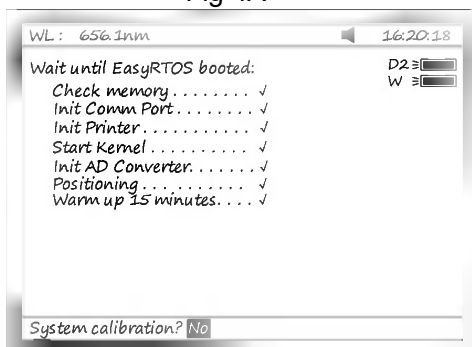 WL: 656.1nm 16:20:18
Wait until EasyRTOS booted: D2
W
Check memory........ √
Init Comm Port....... √
Init Printer........... √
Start Kernel.......... √
Init AD Converter....... √
Positioning........... √
Warm up 15 minutes.... √
System calibration? No